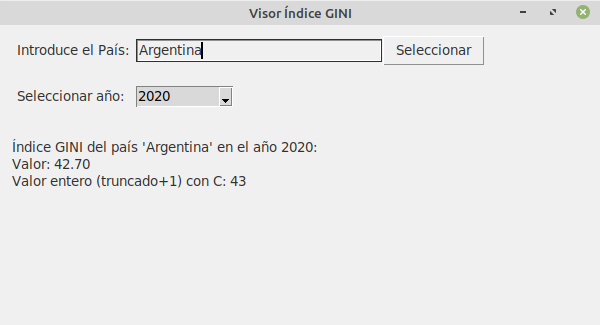 Visor Índice GINI
Introduce el País: Argentina Seleccionar
Seleccionar año: 2020
Índice GINI del país 'Argentina' en el año 2020:
Valor: 42.70
Valor entero (truncado+1) con C: 43